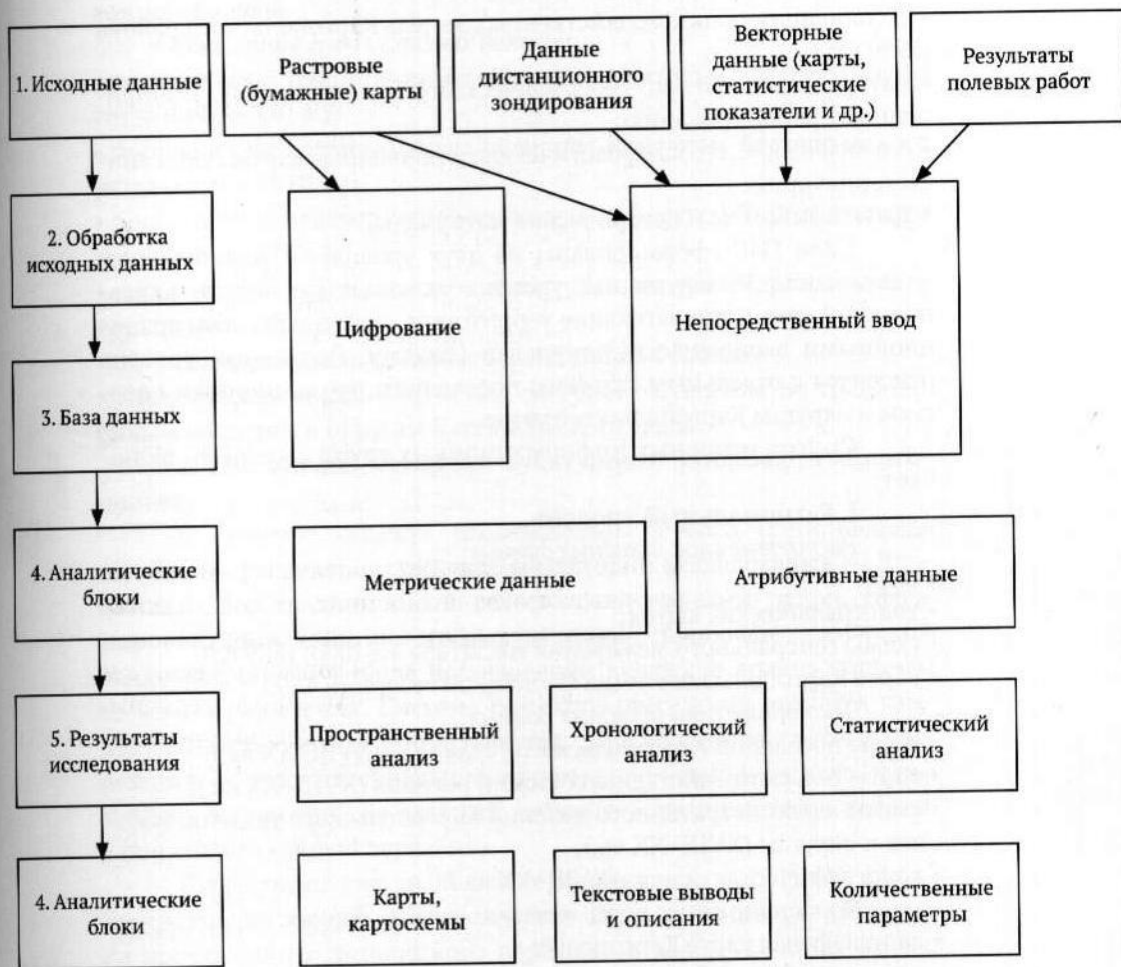 1. Исходные данные
Растровые
(бумажные) карты
Данные
дистанционного
зондирования
Векторные
данные (карты,
статистические
показатели и др.)
Результаты
полевых работ
2. Обработка
исходных данных
Цифрование
Непосредственный ввод
3. База данных
4. Аналитические
блоки
Метрические данные
Атрибутивные данные
5. Результаты
исследования
Пространственный
анализ
Хронологический
анализ
Статистический
анализ
4. Аналитические
блоки
Карты,
картосхемы
Текстовые выводы
и описания
Количественные
параметры